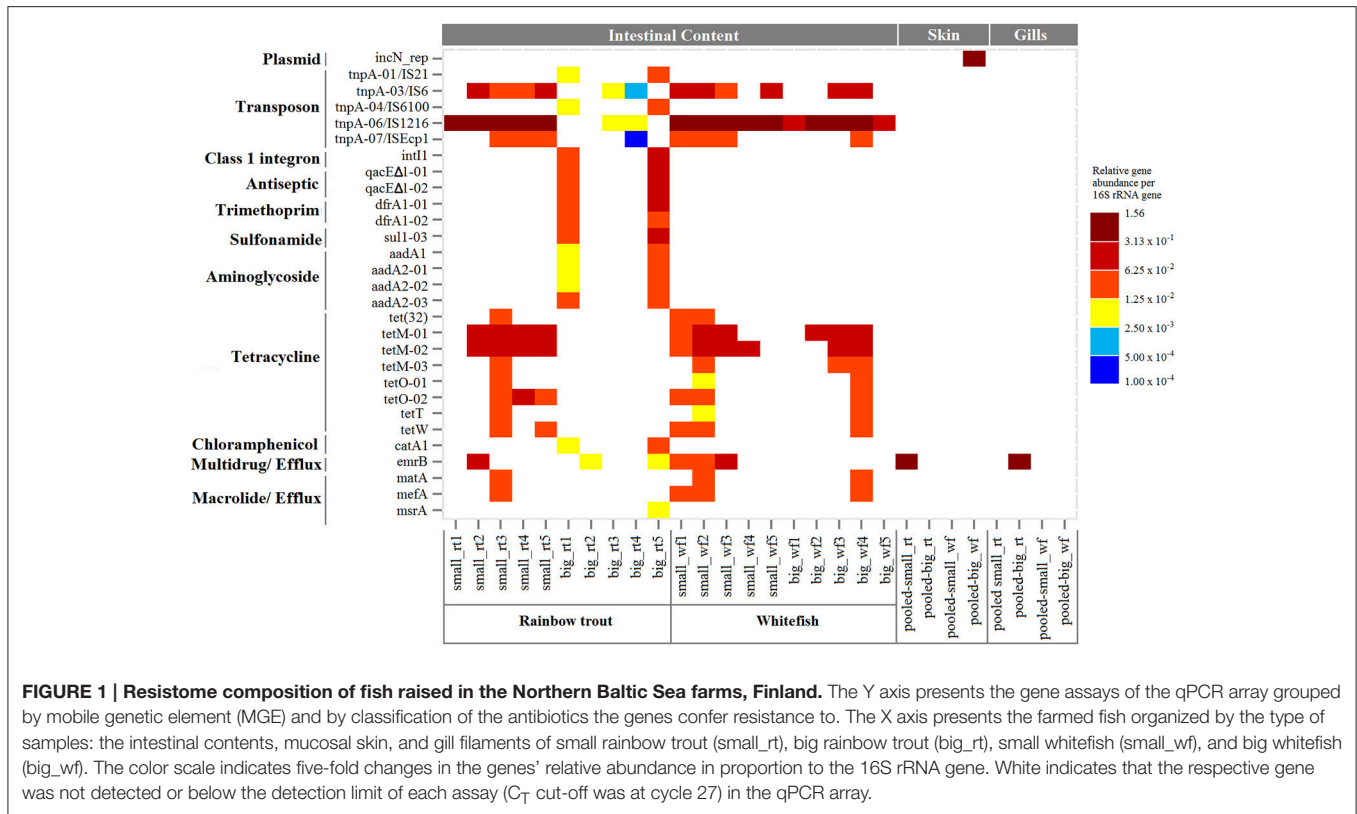 Intestinal Content Skin Gills
Plasmid
incN_rep
Transposon
tnpA-01/IS21
tnpA-03/IS6
tnpA-04/IS6100
tnpA-06/IS1216
tnpA-07/ISEcp1
Class 1 integron
intI1
Antiseptic
qacEΔ1-01
qacEΔ1-02
Trimethoprim
dfrA1-01
dfrA1-02
Sulfonamide
sul1-03
Aminoglycoside
aadA1
aadA2-01
aadA2-02
aadA2-03
Tetracycline
tet(32)
tetM-01
tetM-02
tetM-03
tetO-01
tetO-02
tetT
tetW
Chloramphenicol
catA1
Multidrug/ Efflux
emrB
Macrolide/ Efflux
matA
mefA
msrA
Relative gene
abundance per
16S rRNA gene
1.56
3.13 x 10⁻¹
6.25 x 10⁻²
1.25 x 10⁻²
2.50 x 10⁻³
5.00 x 10⁻⁴
1.00 x 10⁻⁴
small_rt1
small_rt2
small_rt3
small_rt4
small_rt5
big_rt1
big_rt2
big_rt3
big_rt4
big_rt5
small_wf1
small_wf2
small_wf3
small_wf4
small_wf5
big_wf1
big_wf2
big_wf3
big_wf4
big_wf5
pooled-small_rt
pooled-big_rt
pooled-small_wf
pooled-big_wf
pooled small_rt
pooled-big_rt
pooled-small_wf
pooled-big_wf
Rainbow trout
Whitefish
FIGURE 1 | Resistome composition of fish raised in the Northern Baltic Sea farms, Finland. The Y axis presents the gene assays of the qPCR array grouped
by mobile genetic element (MGE) and by classification of the antibiotics the genes confer resistance to. The X axis presents the farmed fish organized by the type of
samples: the intestinal contents, mucosal skin, and gill filaments of small rainbow trout (small_rt), big rainbow trout (big_rt), small whitefish (small_wf), and big whitefish
(big_wf). The color scale indicates five-fold changes in the genes' relative abundance in proportion to the 16S rRNA gene. White indicates that the respective gene
was not detected or below the detection limit of each assay (C_T cut-off was at cycle 27) in the qPCR array.